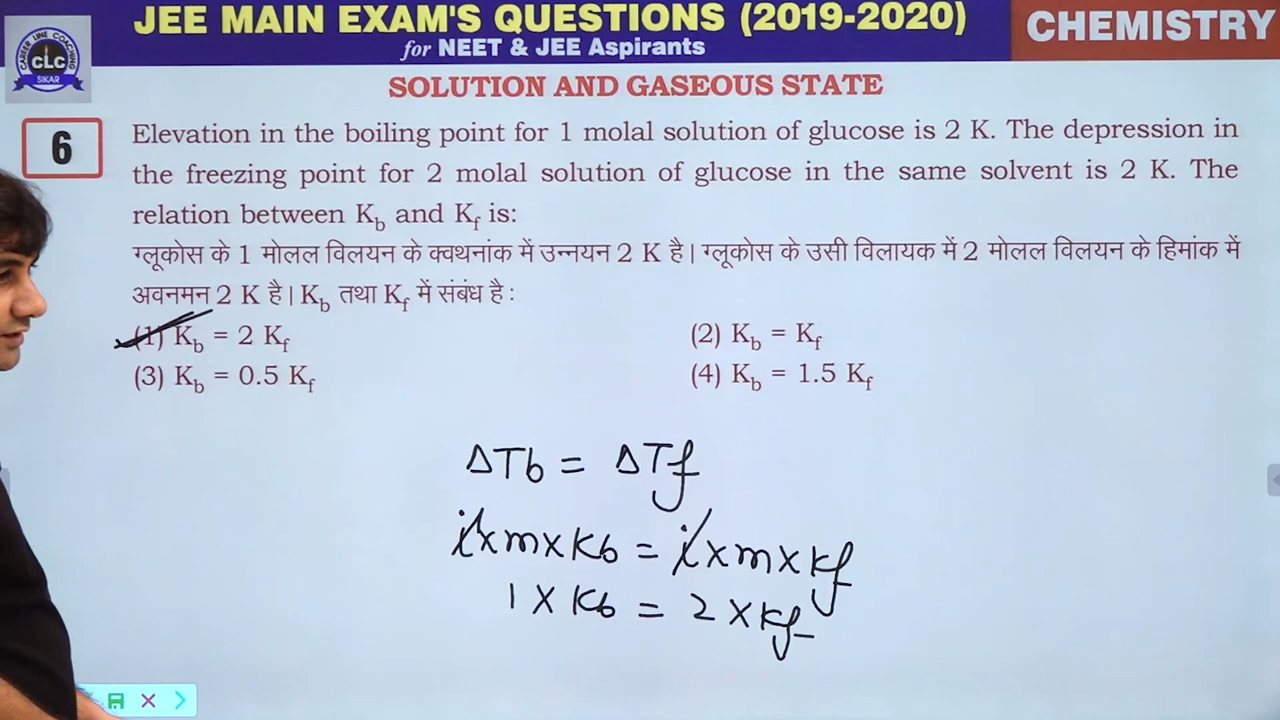 JEE MAIN EXAM'S QUESTIONS (2019-2020)
for NEET & JEE Aspirants
CHEMISTRY
CAREER LINE COACHING
CLC
SIKAR
SOLUTION AND GASEOUS STATE
6
Elevation in the boiling point for 1 molal solution of glucose is 2 K. The depression in
the freezing point for 2 molal solution of glucose in the same solvent is 2 K. The
relation between K_b and K_f is:
ग्लूकोस के 1 मोलल विलयन के क्वथनांक में उन्नयन 2 K है। ग्लूकोस के उसी विलायक में 2 मोलल विलयन के हिमांक में
अवनमन 2 K है। K_b तथा K_f में संबंध है :
(1) K_b = 2 K_f
(2) K_b = K_f
(3) K_b = 0.5 K_f
(4) K_b = 1.5 K_f
ΔTb = ΔTf
i×m×Kb = i×m×Kf
1×Kb = 2×Kf